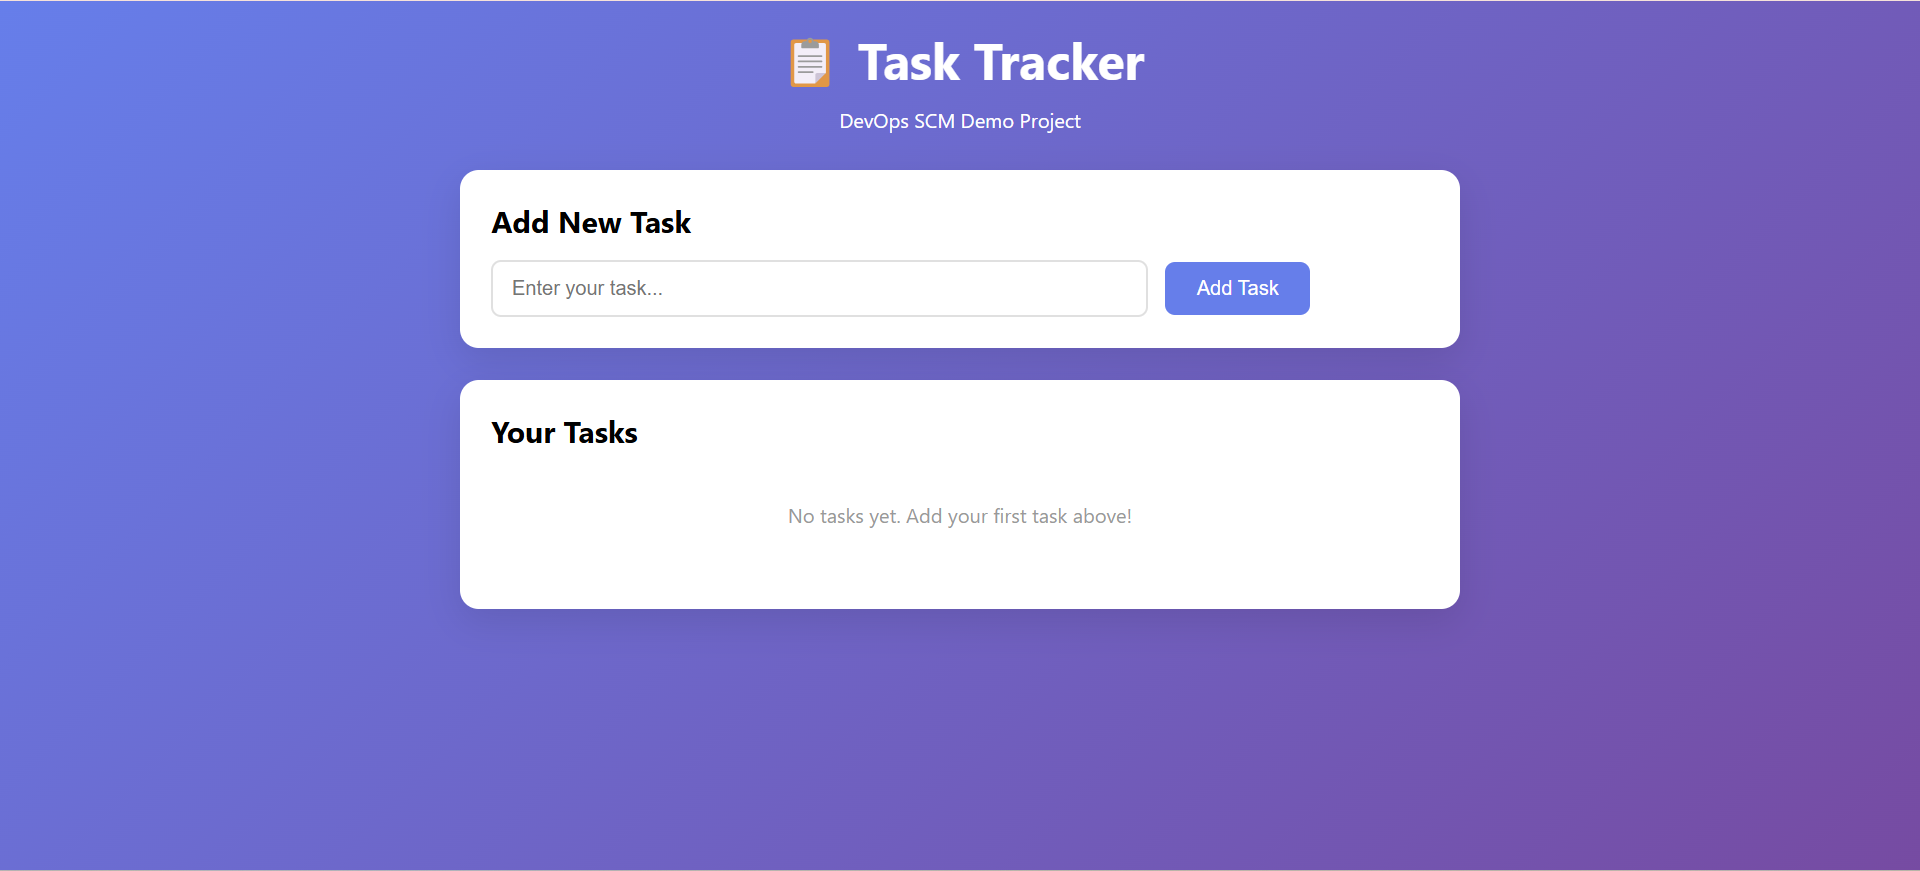 Task Tracker
DevOps SCM Demo Project
Add New Task
Enter your task...
Add Task
Your Tasks
No tasks yet. Add your first task above!